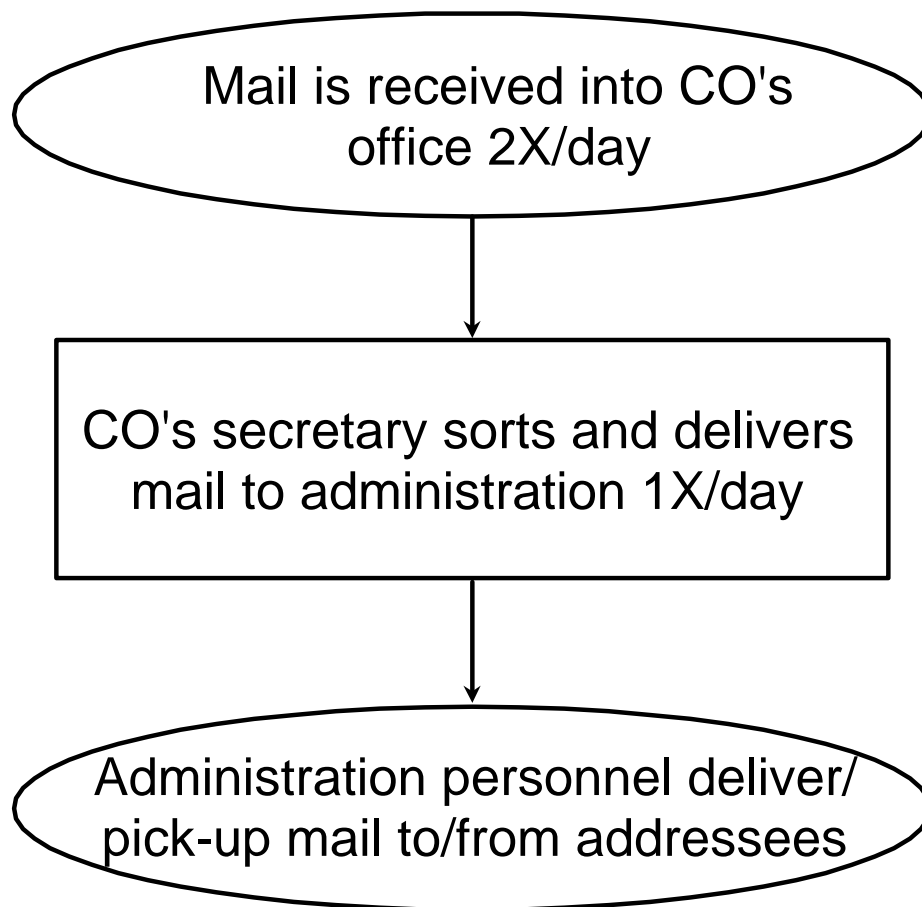 Mail is received into CO's
office 2X/day
CO's secretary sorts and delivers
mail to administration 1X/day
Administration personnel deliver/
pick-up mail to/from addressees